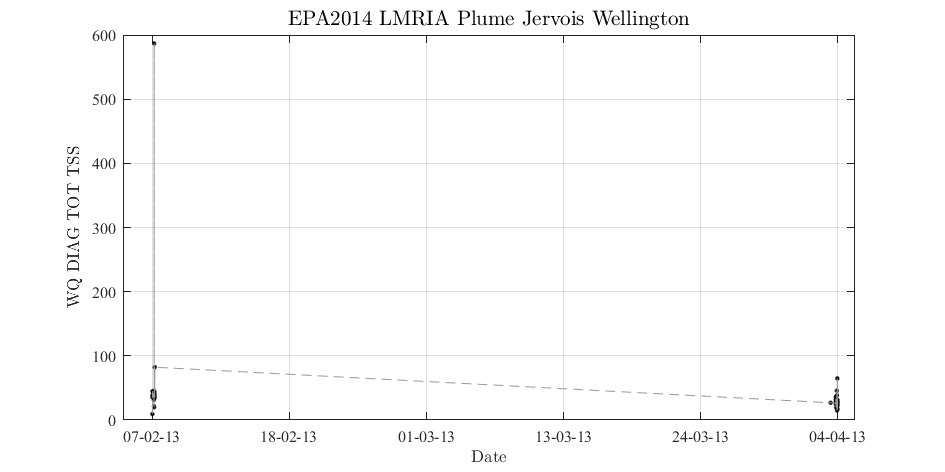 EPA2014 LMRIA Plume Jervois Wellington
600
500
400
300
200
100
0
WQ DIAG TOT TSS
07-02-13 18-02-13 01-03-13 13-03-13 24-03-13 04-04-13
Date